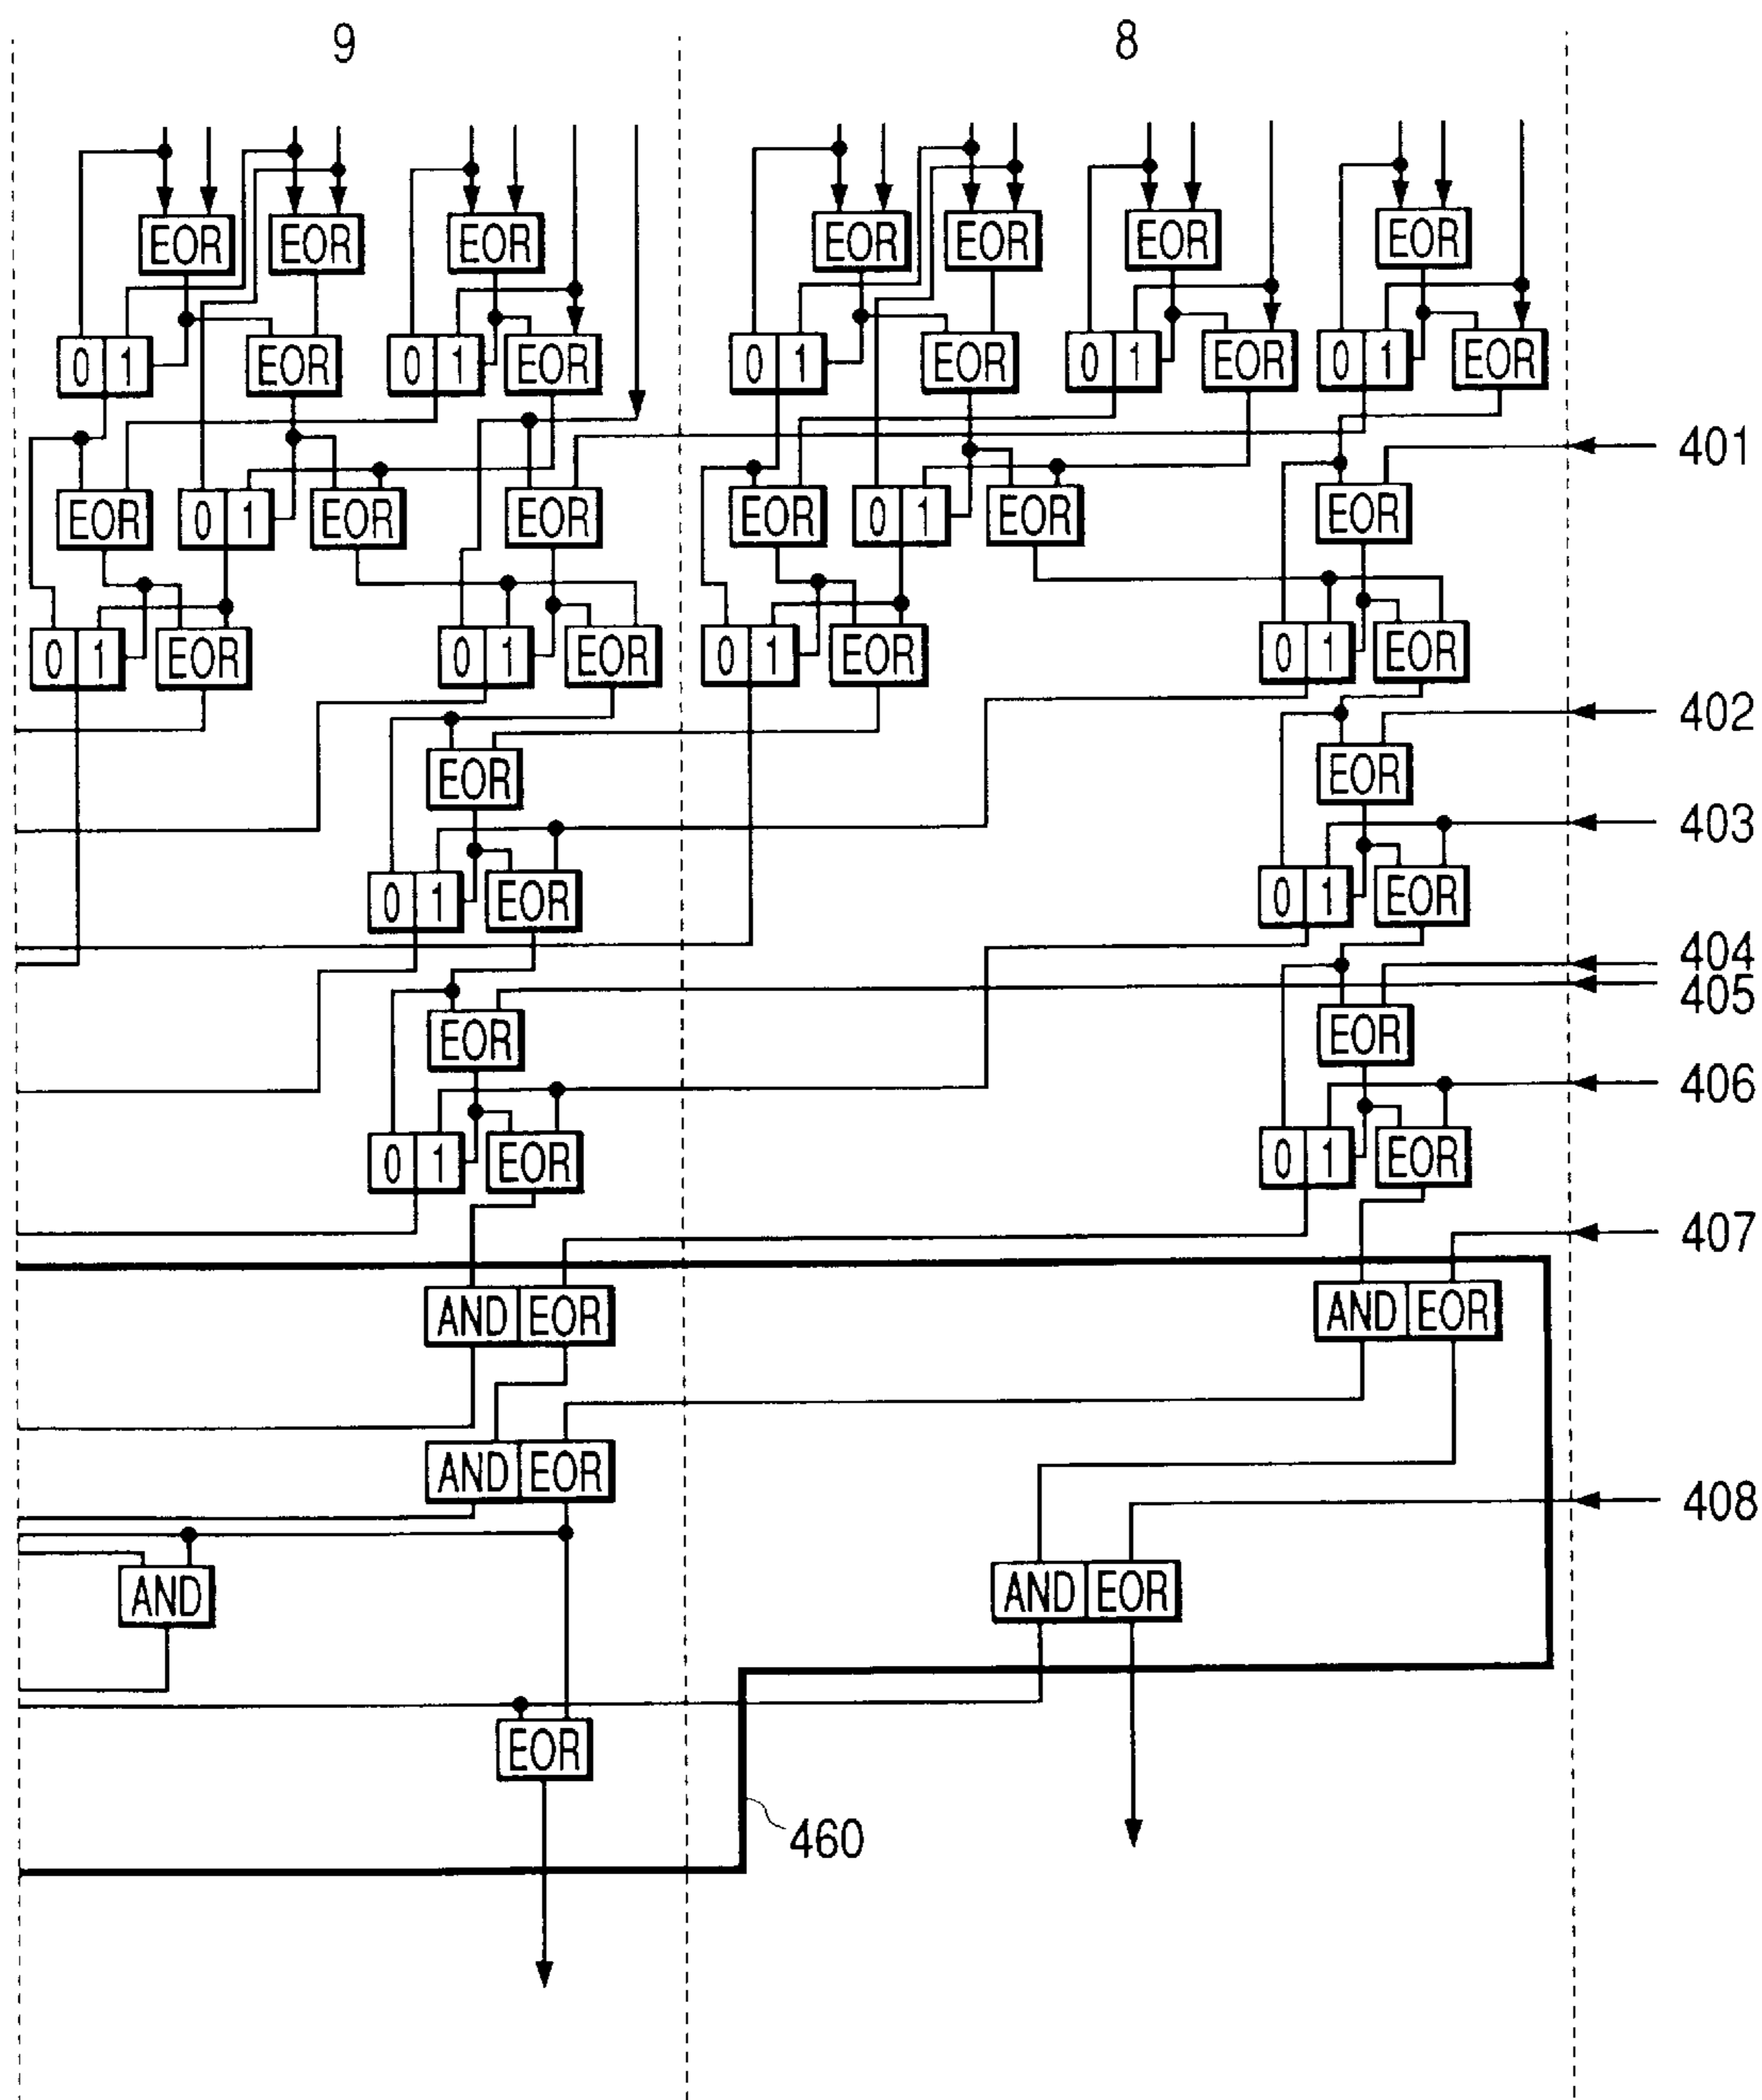 9 8
EOR EOR EOR EOR EOR EOR EOR
0 1 EOR 0 1 EOR 0 1 EOR 0 1 EOR 0 1 EOR
401
EOR 0 1 EOR EOR EOR 0 1 EOR EOR
0 1 EOR 0 1 EOR 0 1 EOR 0 1 EOR
402
EOR EOR
403
0 1 EOR 0 1 EOR
404
405
EOR EOR
406
0 1 EOR 0 1 EOR
407
AND EOR AND EOR
AND EOR
408
AND AND EOR
EOR
460